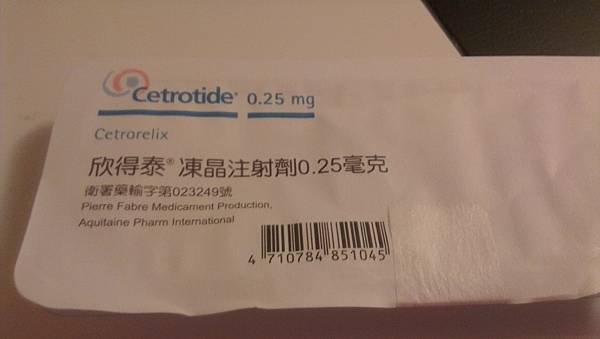 Cetrotide® 0.25 mg
Cetrorelix
欣得泰® 凍晶注射劑0.25毫克
衛署藥輸字第023249號
Pierre Fabre Medicament Production,
Aquitaine Pharm International
4 710784 851045